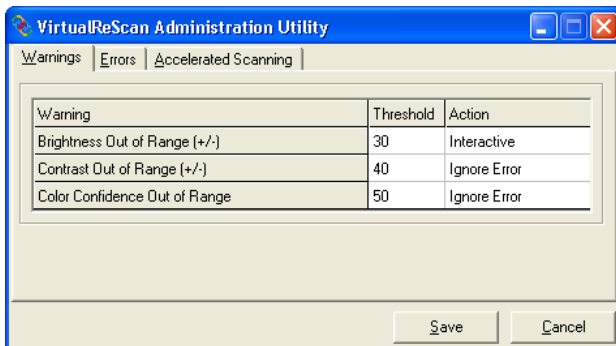 VirtualReScan Administration Utility
Warnings Errors Accelerated Scanning
Warning Threshold Action
Brightness Out of Range (+/-) 30 Interactive
Contrast Out of Range (+/-) 40 Ignore Error
Color Confidence Out of Range 50 Ignore Error
Save Cancel